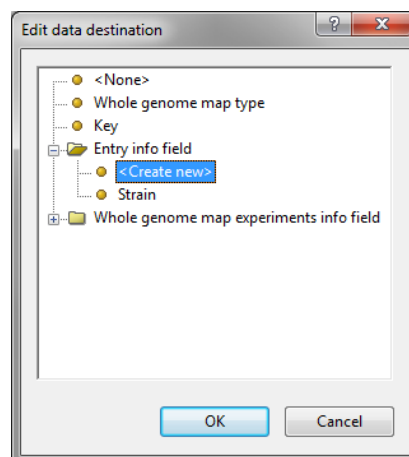 Edit data destination
<None>
Whole genome map type
Key
Entry info field
<Create new>
Strain
Whole genome map experiments info field
OK
Cancel